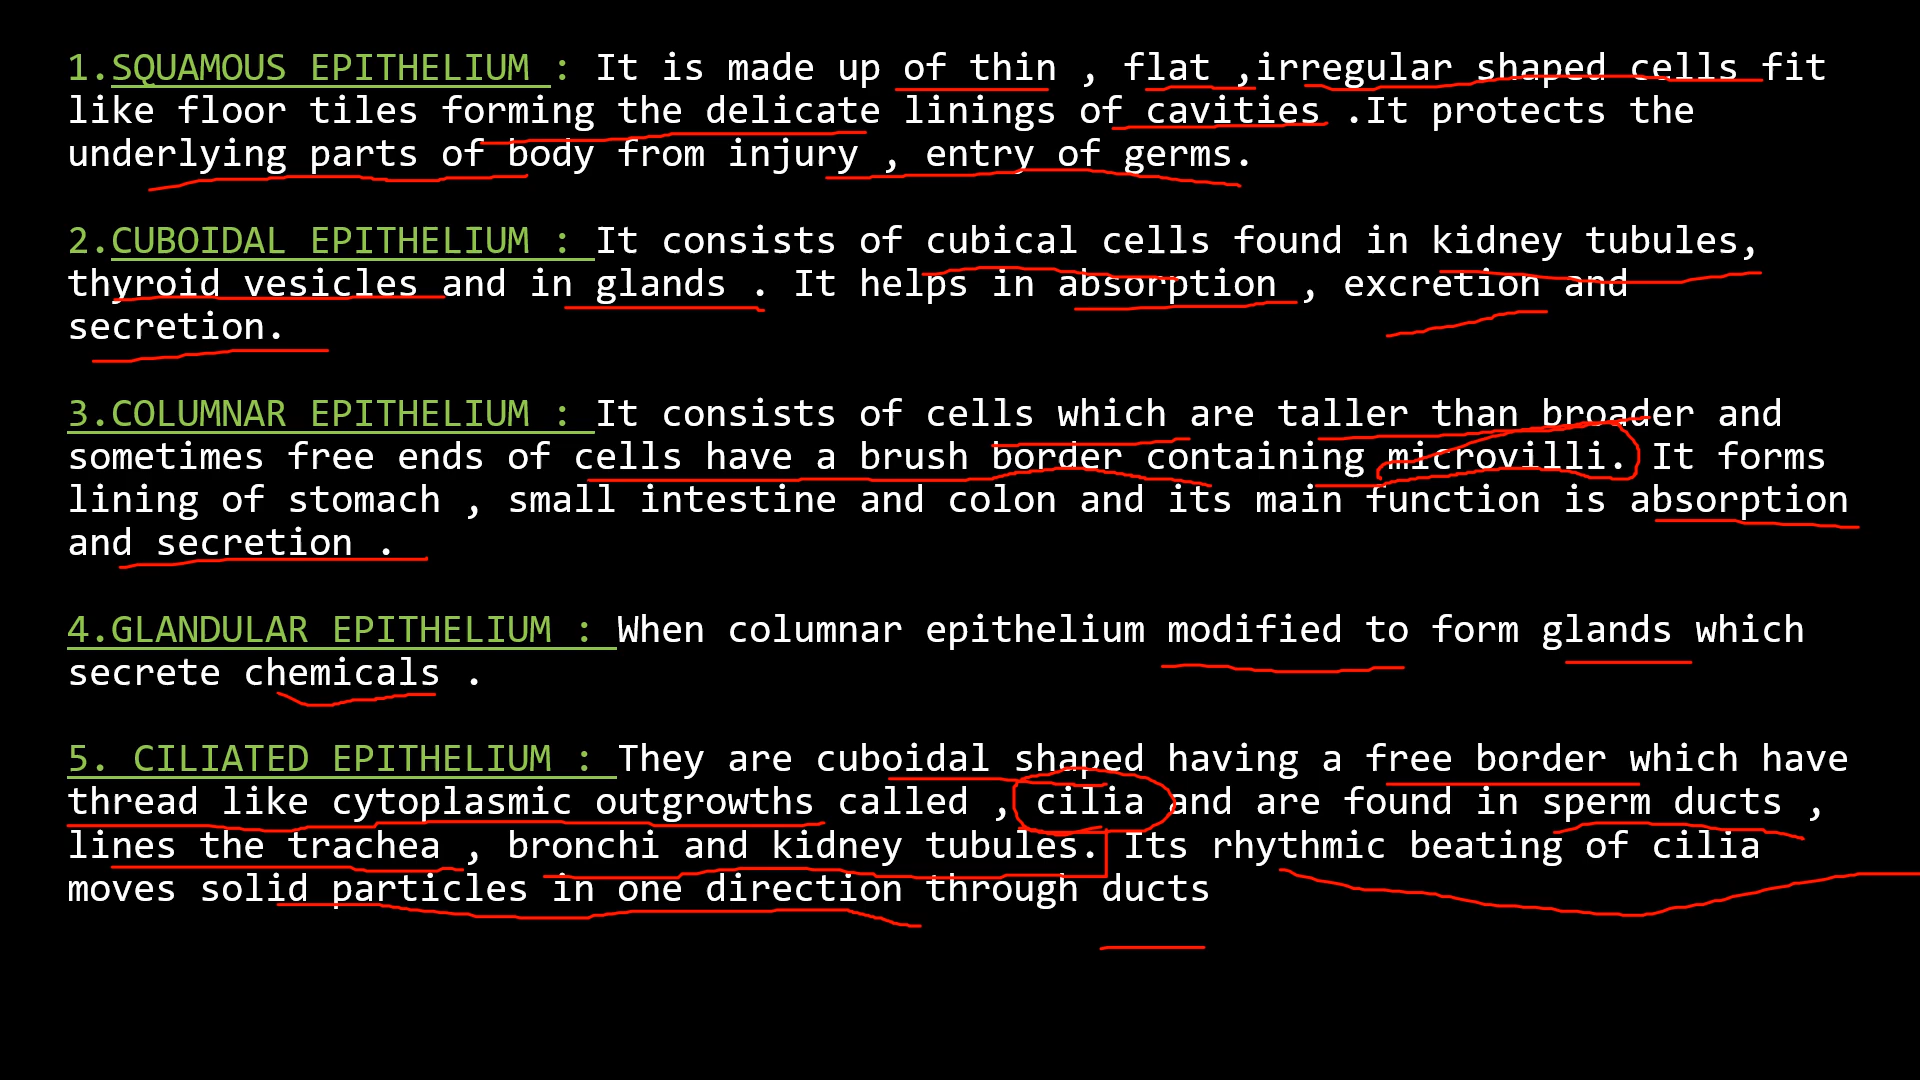 1.SQUAMOUS EPITHELIUM : It is made up of thin , flat ,irregular shaped cells fit
like floor tiles forming the delicate linings of cavities .It protects the
underlying parts of body from injury , entry of germs.
2.CUBOIDAL EPITHELIUM : It consists of cubical cells found in kidney tubules,
thyroid vesicles and in glands . It helps in absorption , excretion and
secretion.
3.COLUMNAR EPITHELIUM : It consists of cells which are taller than broader and
sometimes free ends of cells have a brush border containing microvilli. It forms
lining of stomach , small intestine and colon and its main function is absorption
and secretion .
4.GLANDULAR EPITHELIUM : When columnar epithelium modified to form glands which
secrete chemicals .
5. CILIATED EPITHELIUM : They are cuboidal shaped having a free border which have
thread like cytoplasmic outgrowths called , cilia and are found in sperm ducts ,
lines the trachea , bronchi and kidney tubules. Its rhythmic beating of cilia
moves solid particles in one direction through ducts